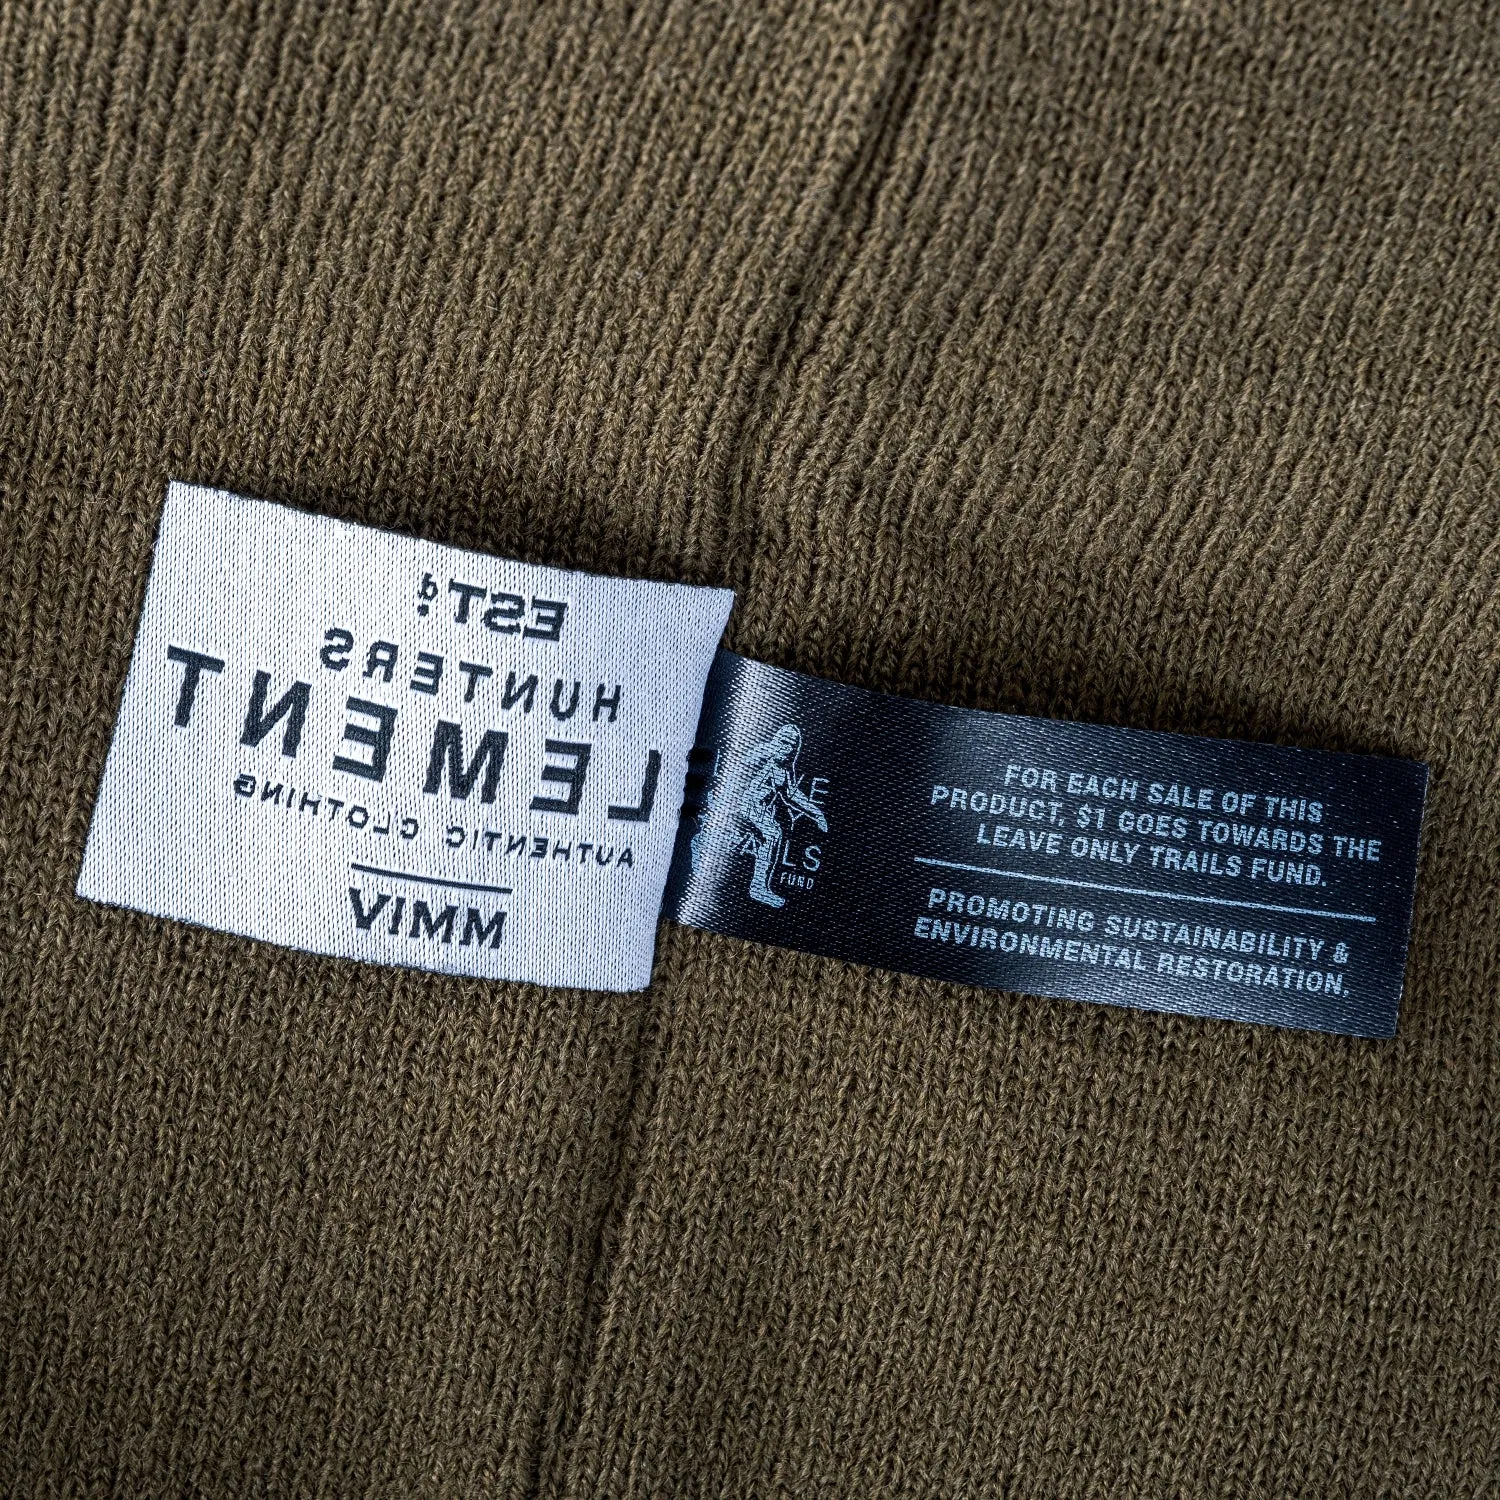 ESTD
HUNTERS
LEMENT
AUTHENTIC CLOTHING
MMIV
FUND
FOR EACH SALE OF THIS
PRODUCT, $1 GOES TOWARDS THE
LEAVE ONLY TRAILS FUND.
PROMOTING SUSTAINABILITY &
ENVIRONMENTAL RESTORATION.